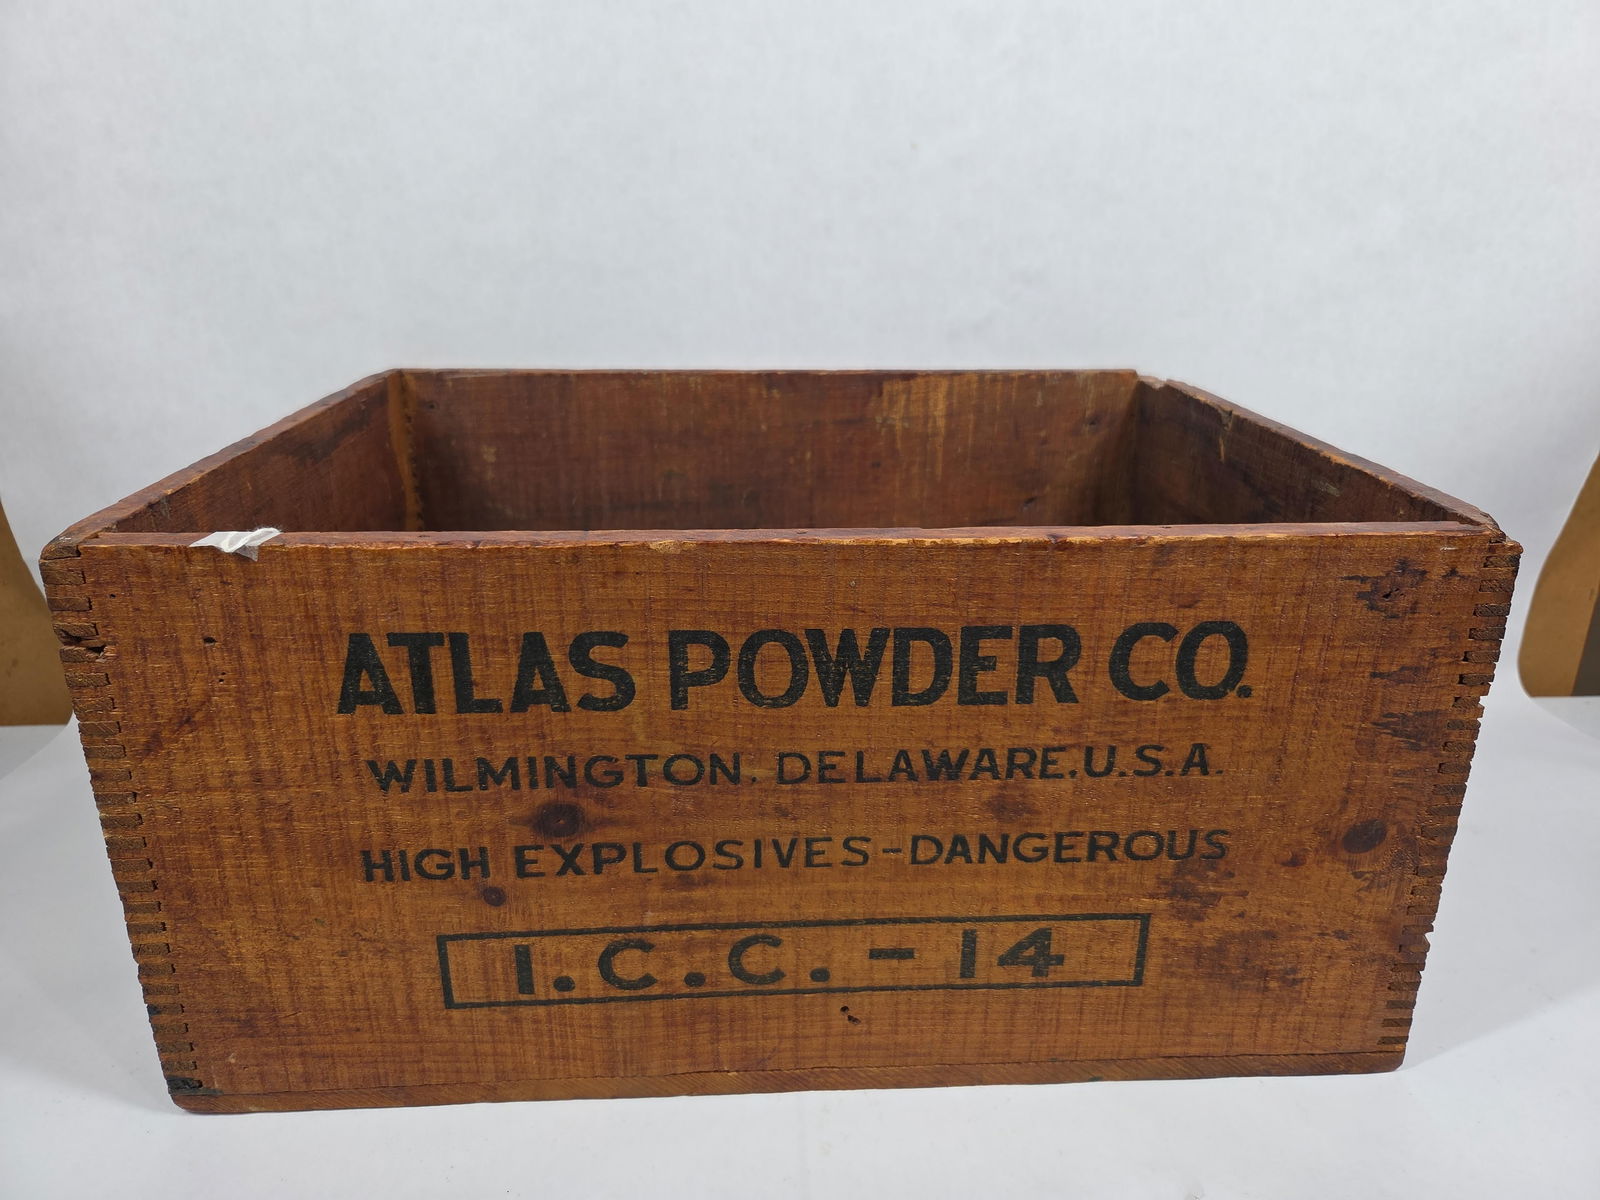 ATLAS POWDER CO.
WILMINGTON, DELAWARE, U.S.A.
HIGH EXPLOSIVES-DANGEROUS
I.C.C. - 14